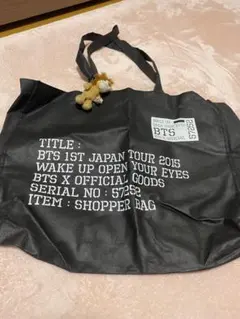 BTS
57252
TITLE :
BTS 1ST JAPAN TOUR 2015
WAKE UP OPEN YOUR EYES
BTS X OFFICIAL GOODS
SERIAL NO : 57252
ITEM : SHOPPER BAG